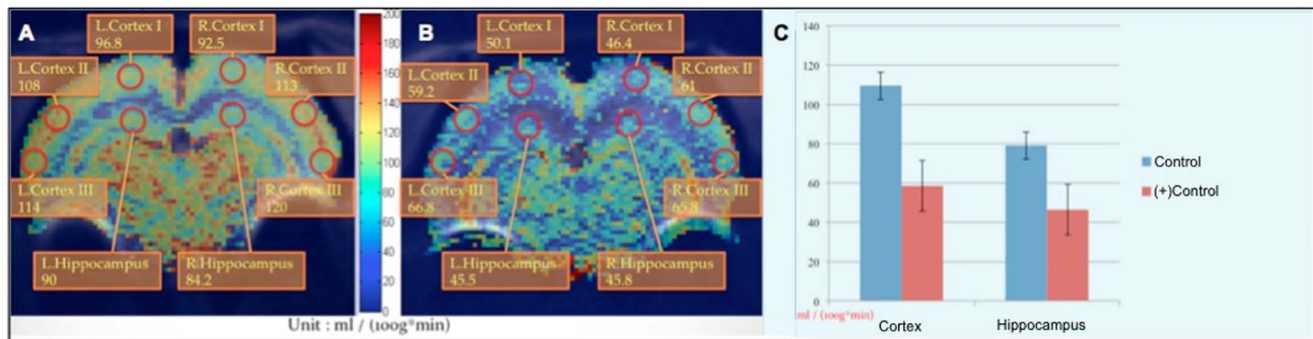 A
L.Cortex I
96.8
R.Cortex I
92.5
L.Cortex II
108
R.Cortex II
113
L.Cortex III
114
R.Cortex III
120
L.Hippocampus
90
R.Hippocampus
84.2
200
180
160
140
120
100
80
60
40
20
0
B
L.Cortex I
50.1
R.Cortex I
46.4
L.Cortex II
59.2
R.Cortex II
61
L.Cortex III
66.8
R.Cortex III
65.8
L.Hippocampus
45.5
R.Hippocampus
45.8
Unit : ml / (100g*min)
C
140
120
100
80
60
40
20
0
ml / (100g*min)
Cortex
Hippocampus
Control
(+)Control